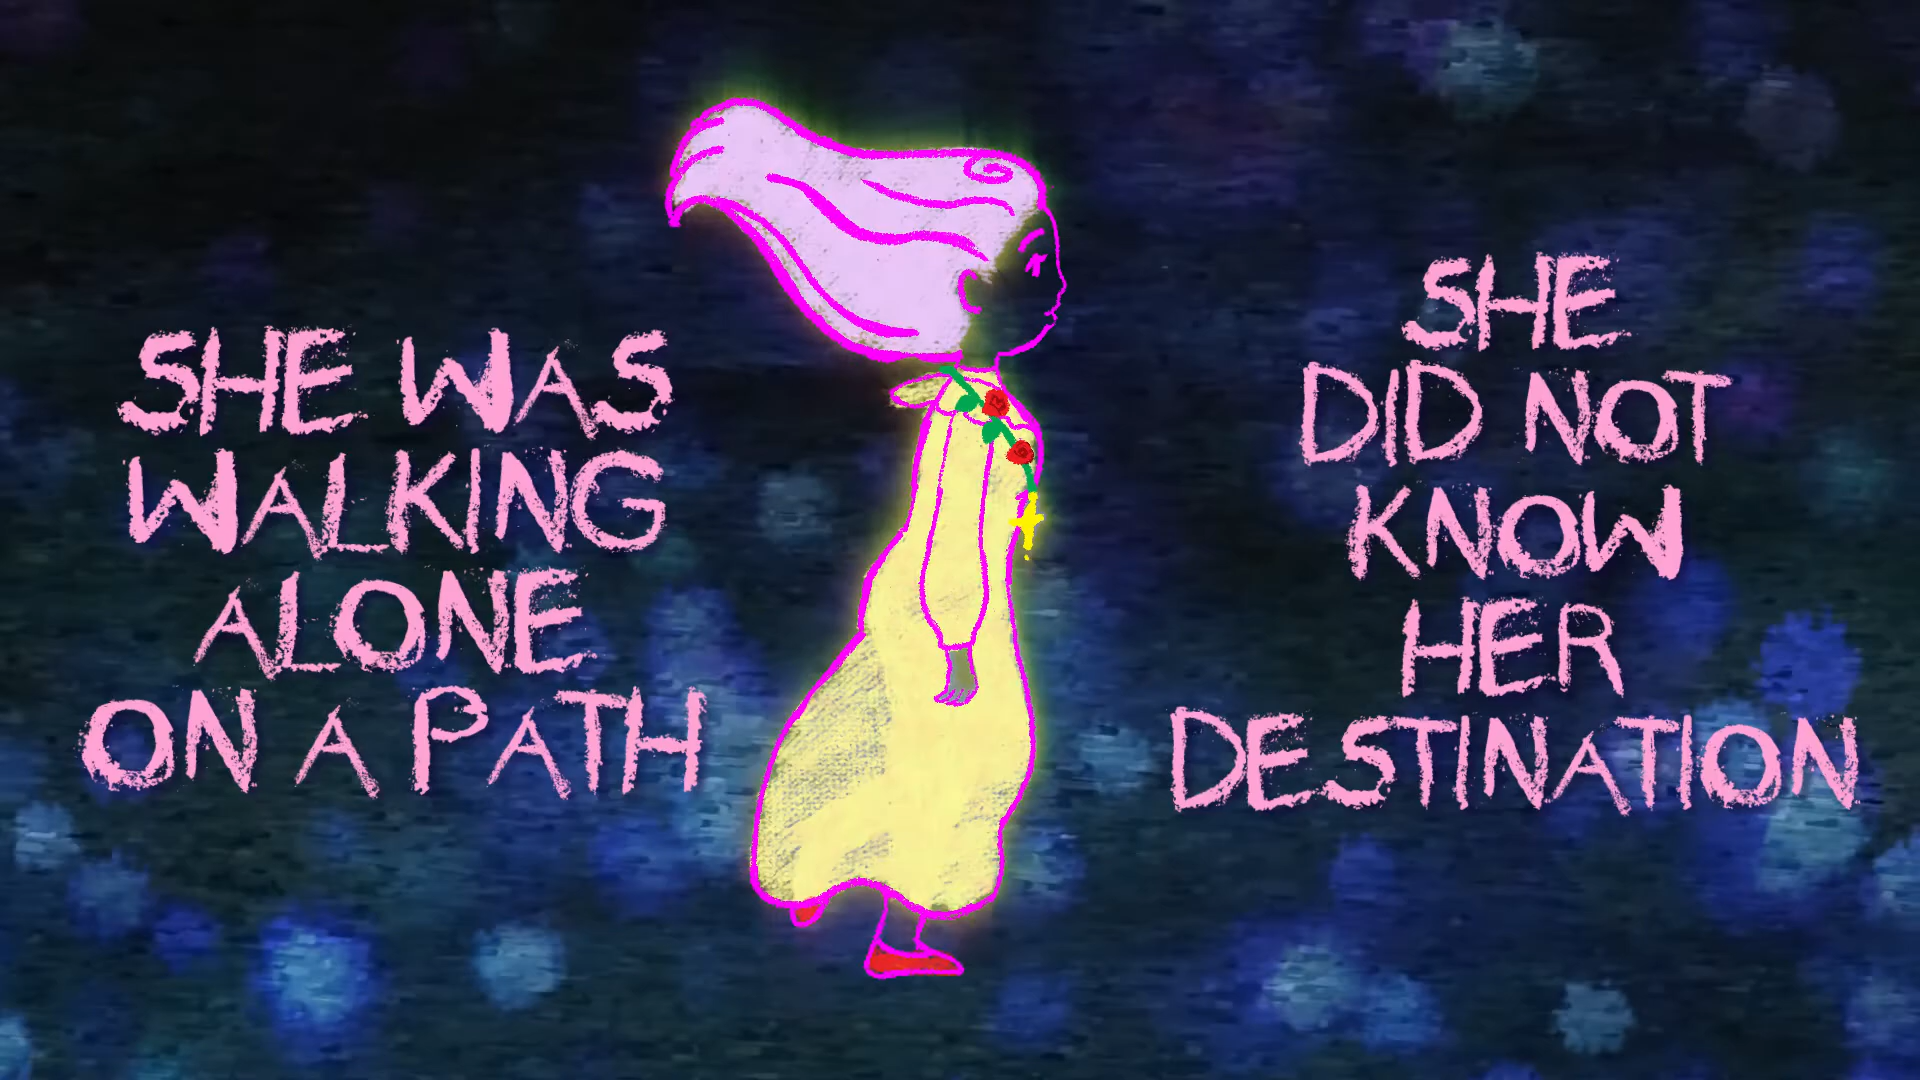 SHE WAS
WALKING
ALONE
ON A PATH
SHE
DID NOT
KNOW
HER
DESTINATION